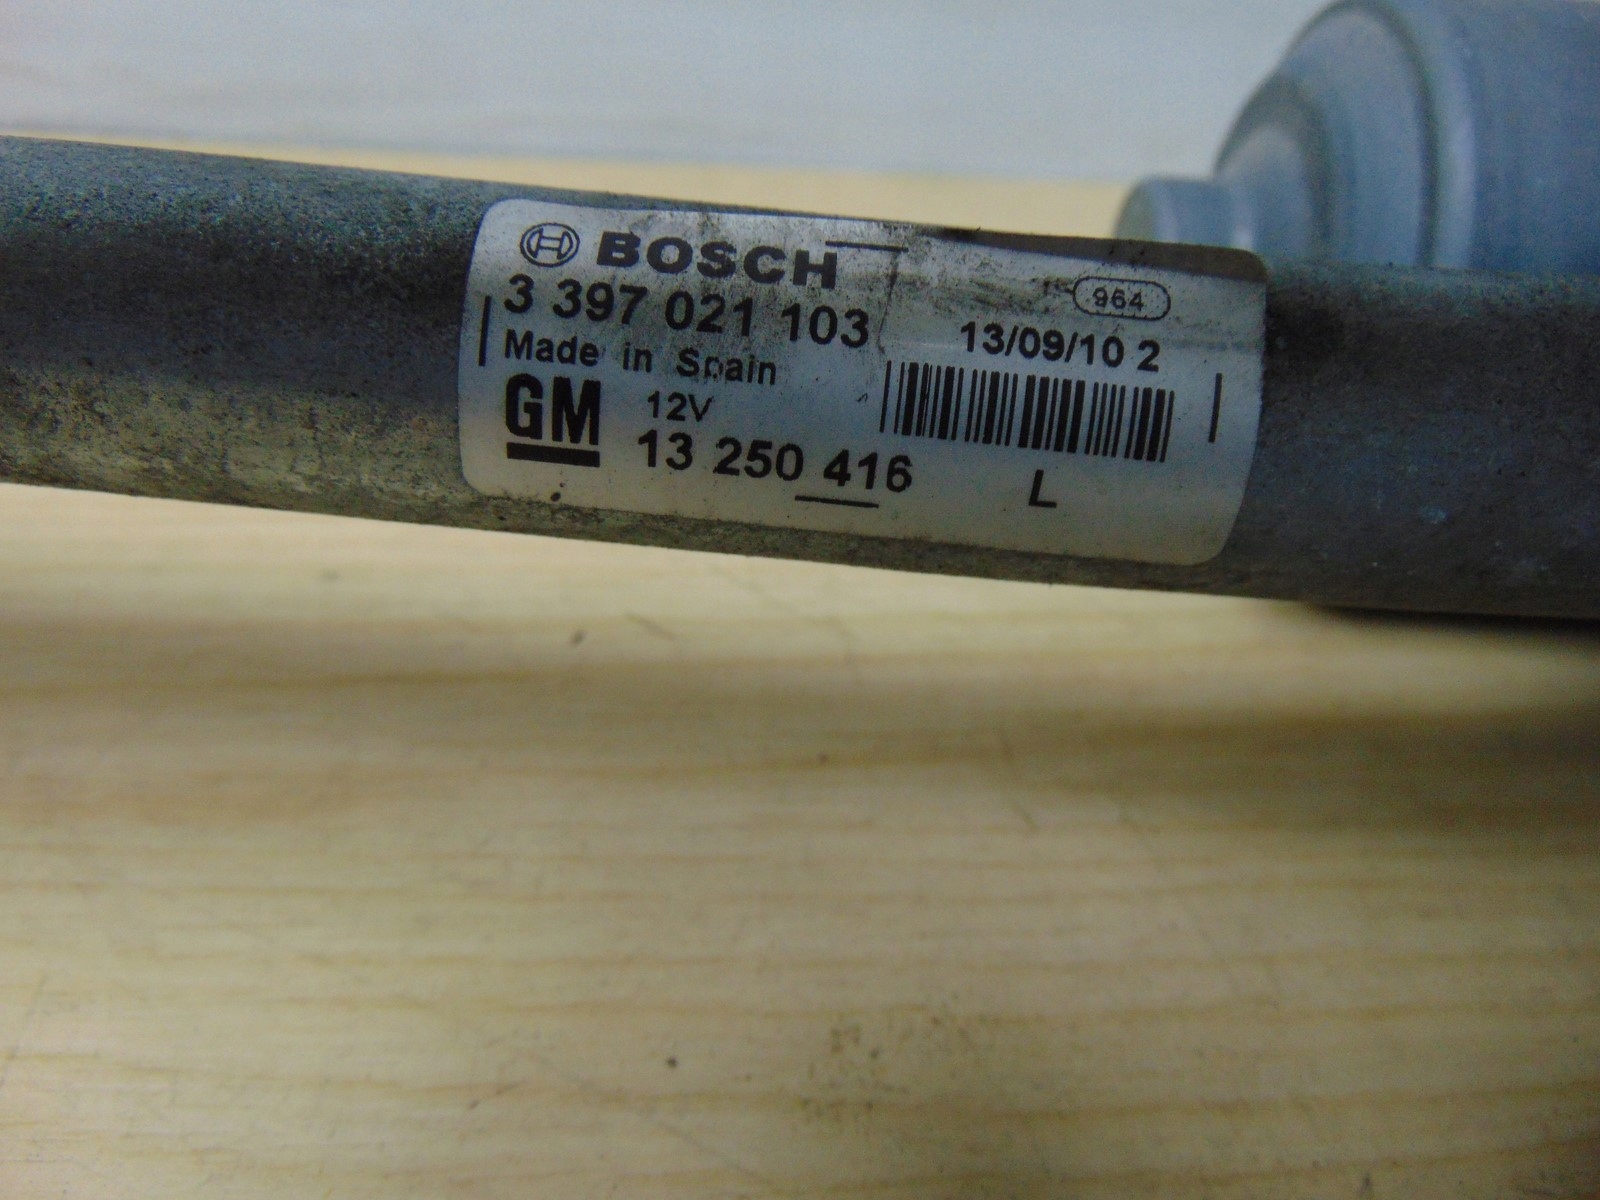 BOSCH
3 397 021 103
Made in Spain
GM 12V
13 250 416
964
13/09/10 2
L